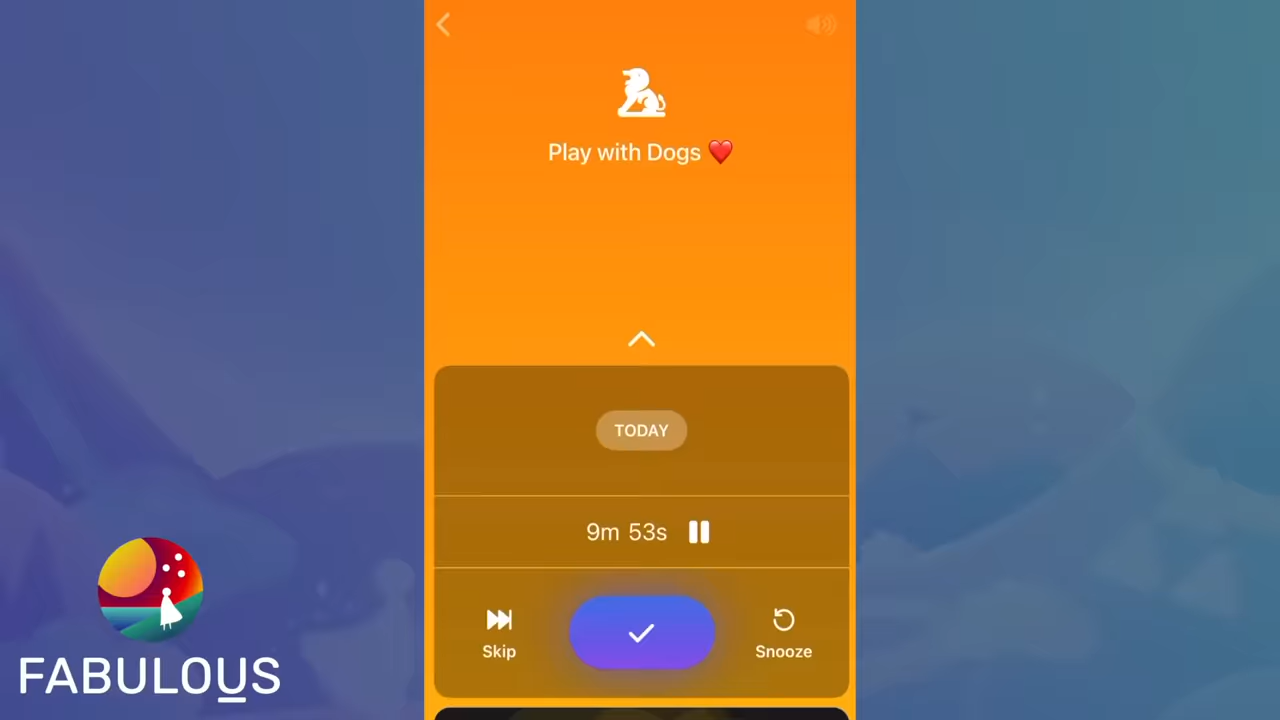 Play with Dogs ❤️
TODAY
9m 53s
Skip
Snooze
FABULOUS